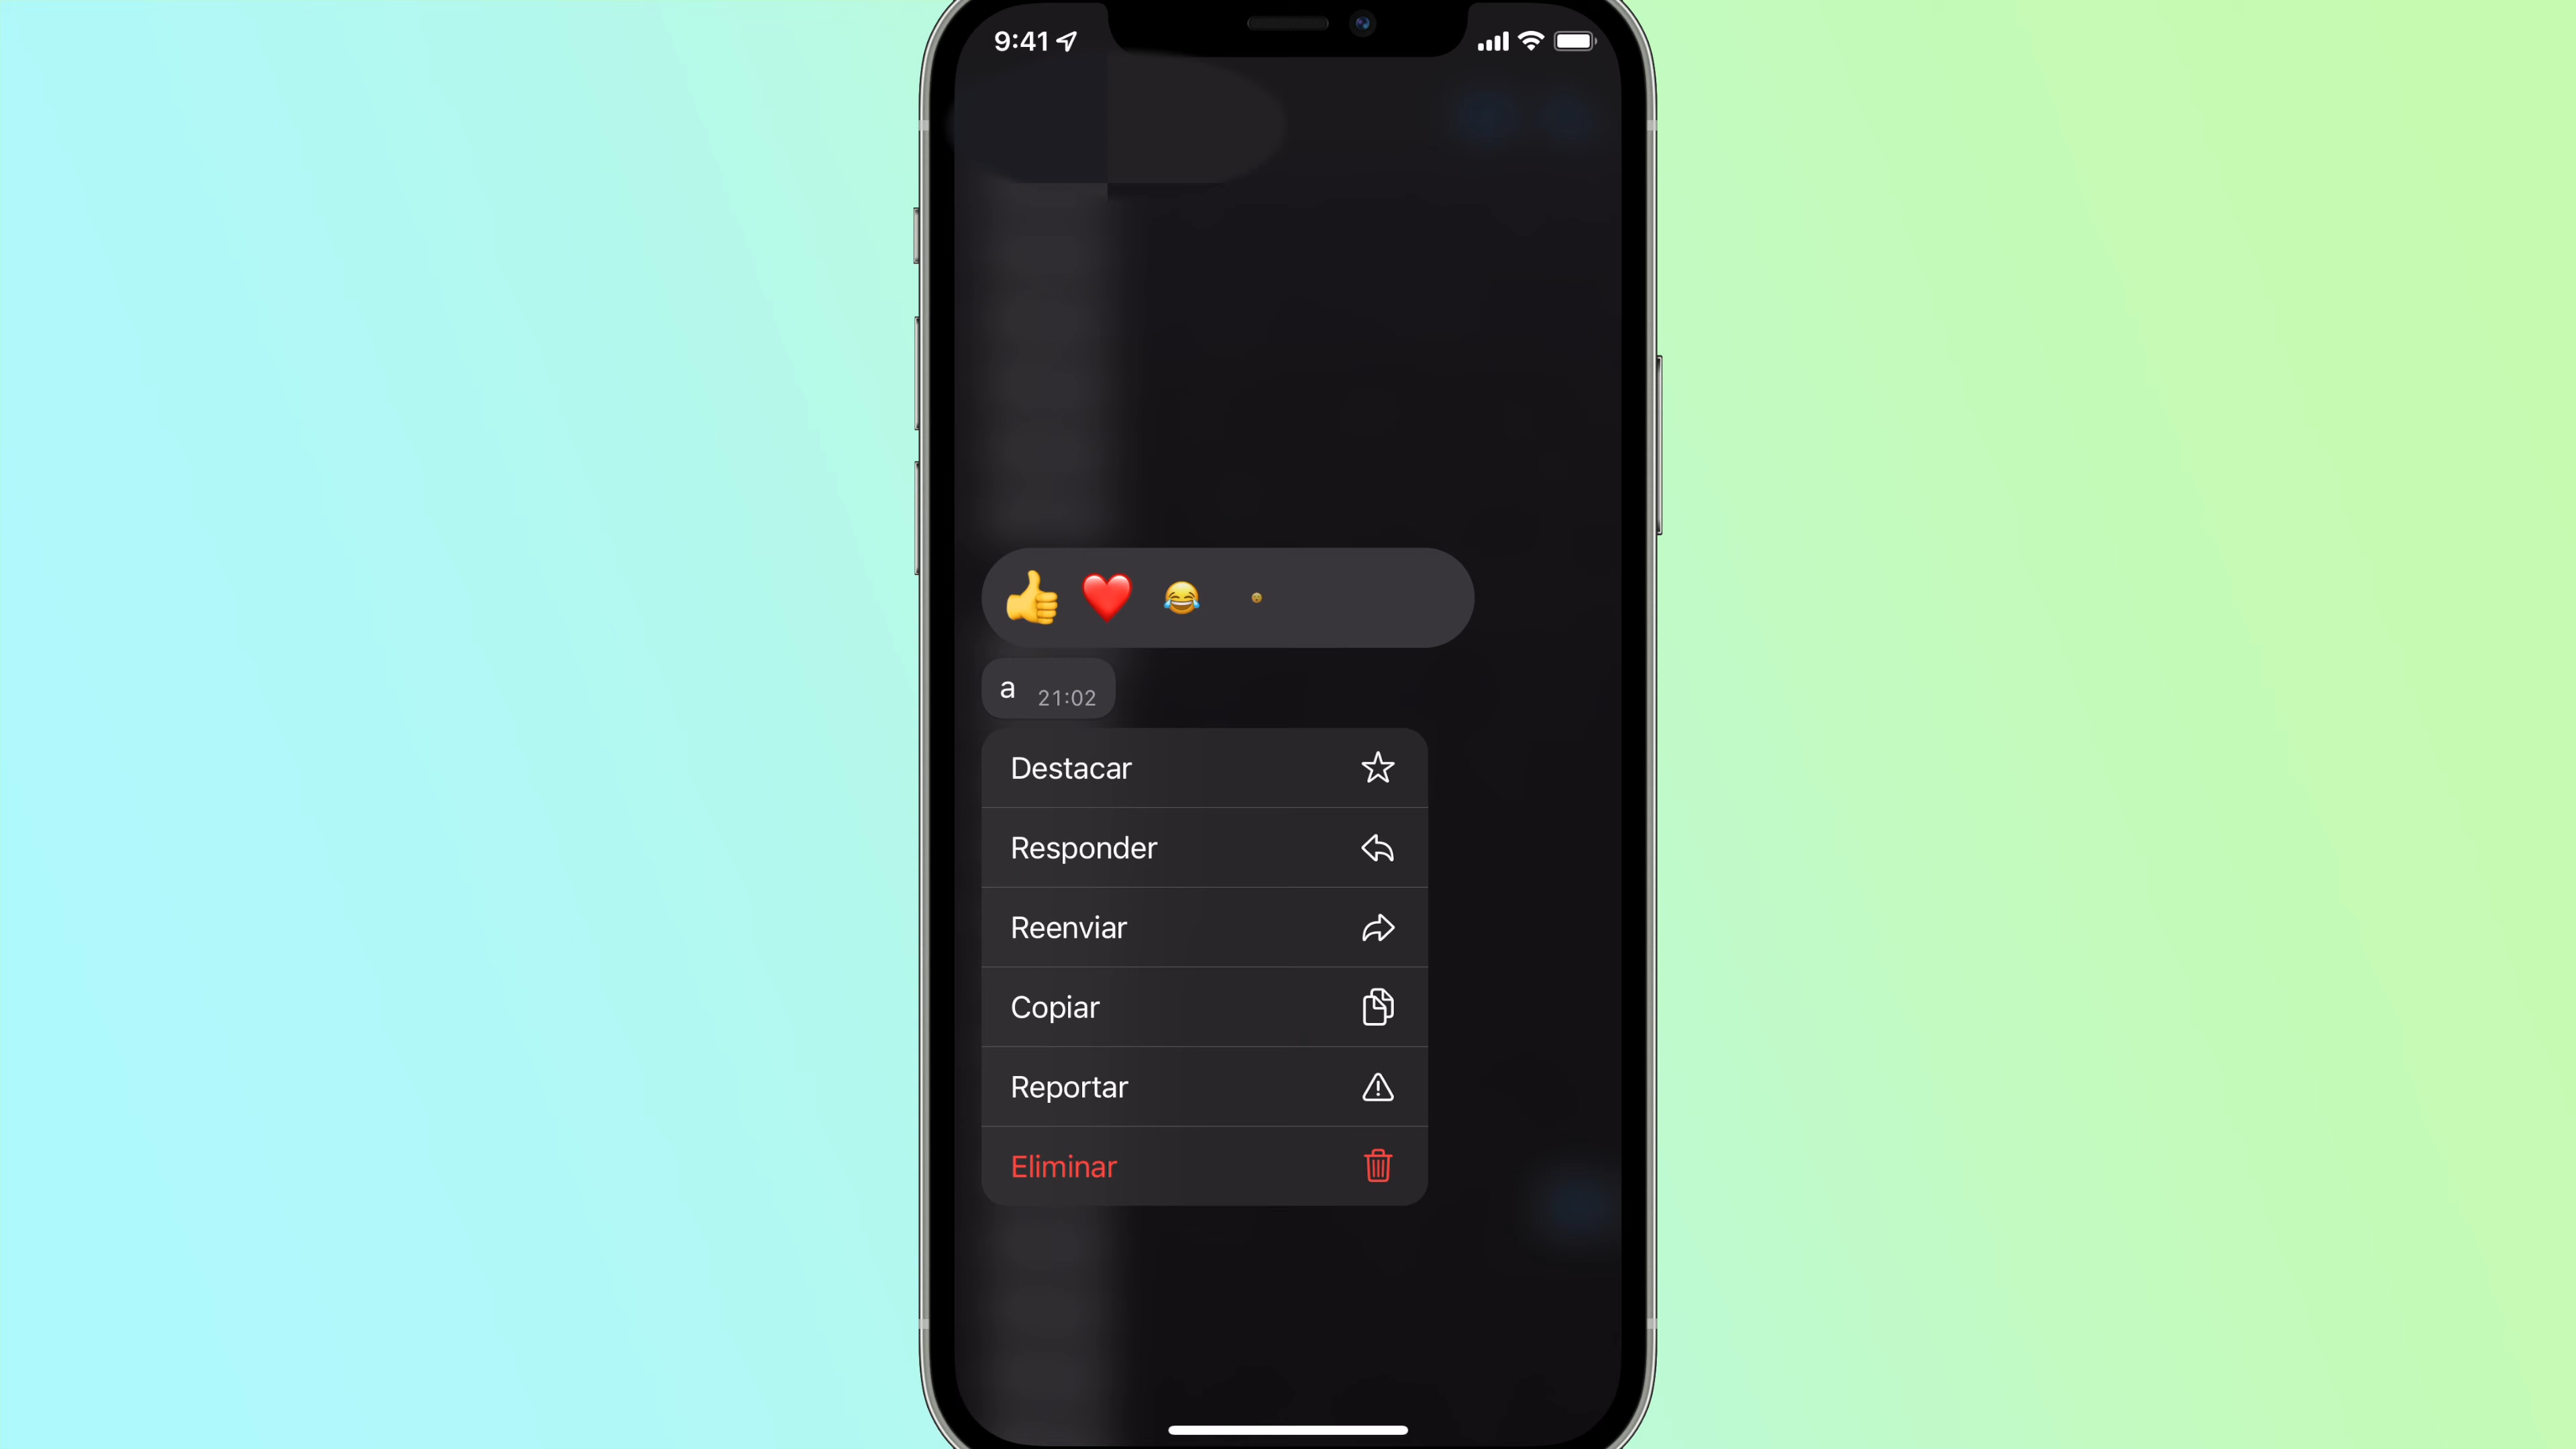 9:41
a 21:02
Destacar
Responder
Reenviar
Copiar
Reportar
Eliminar